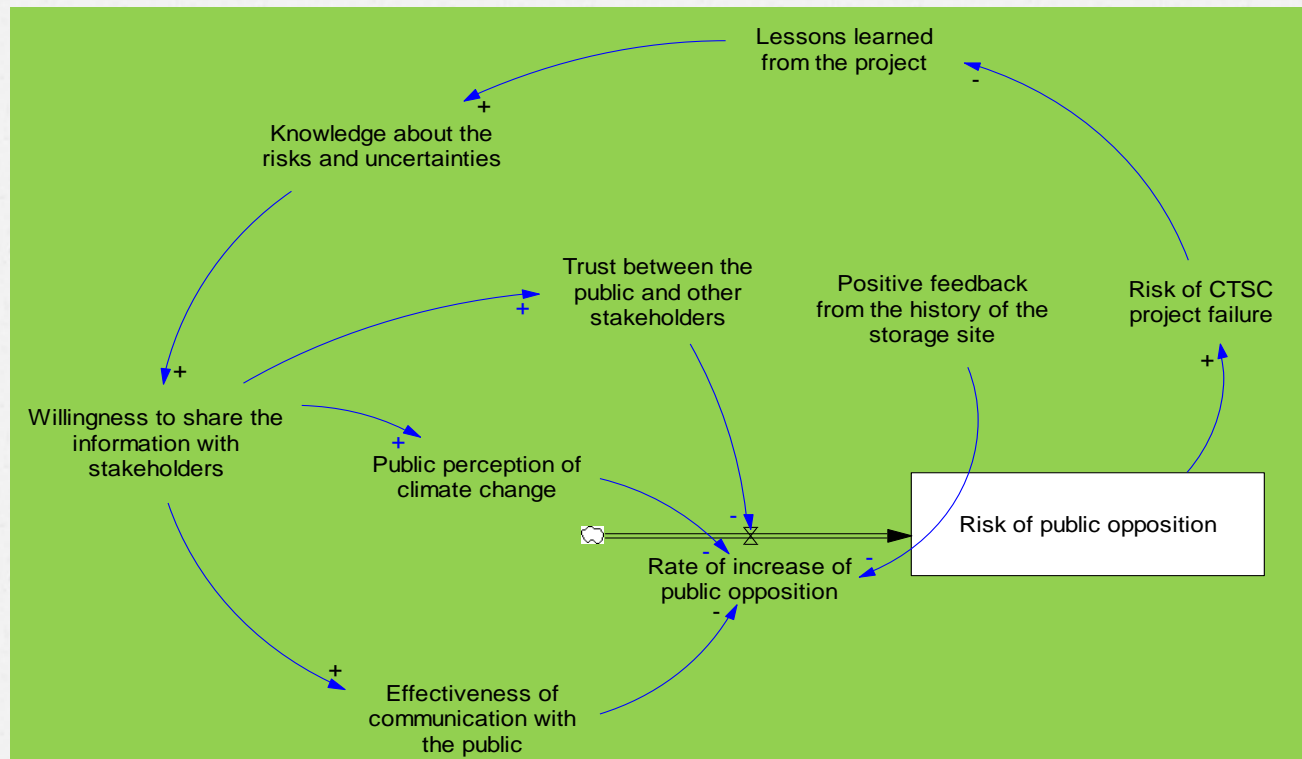 Lessons learned
from the project
-
+
Knowledge about the
risks and uncertainties
Trust between the
public and other
stakeholders
+
Positive feedback
from the history of the
storage site
Risk of CTSC
project failure
+
+
Willingness to share the
information with
stakeholders
+
Public perception of
climate change
-
Risk of public opposition
-
-
Rate of increase of
public opposition
-
+
Effectiveness of
communication with
the public